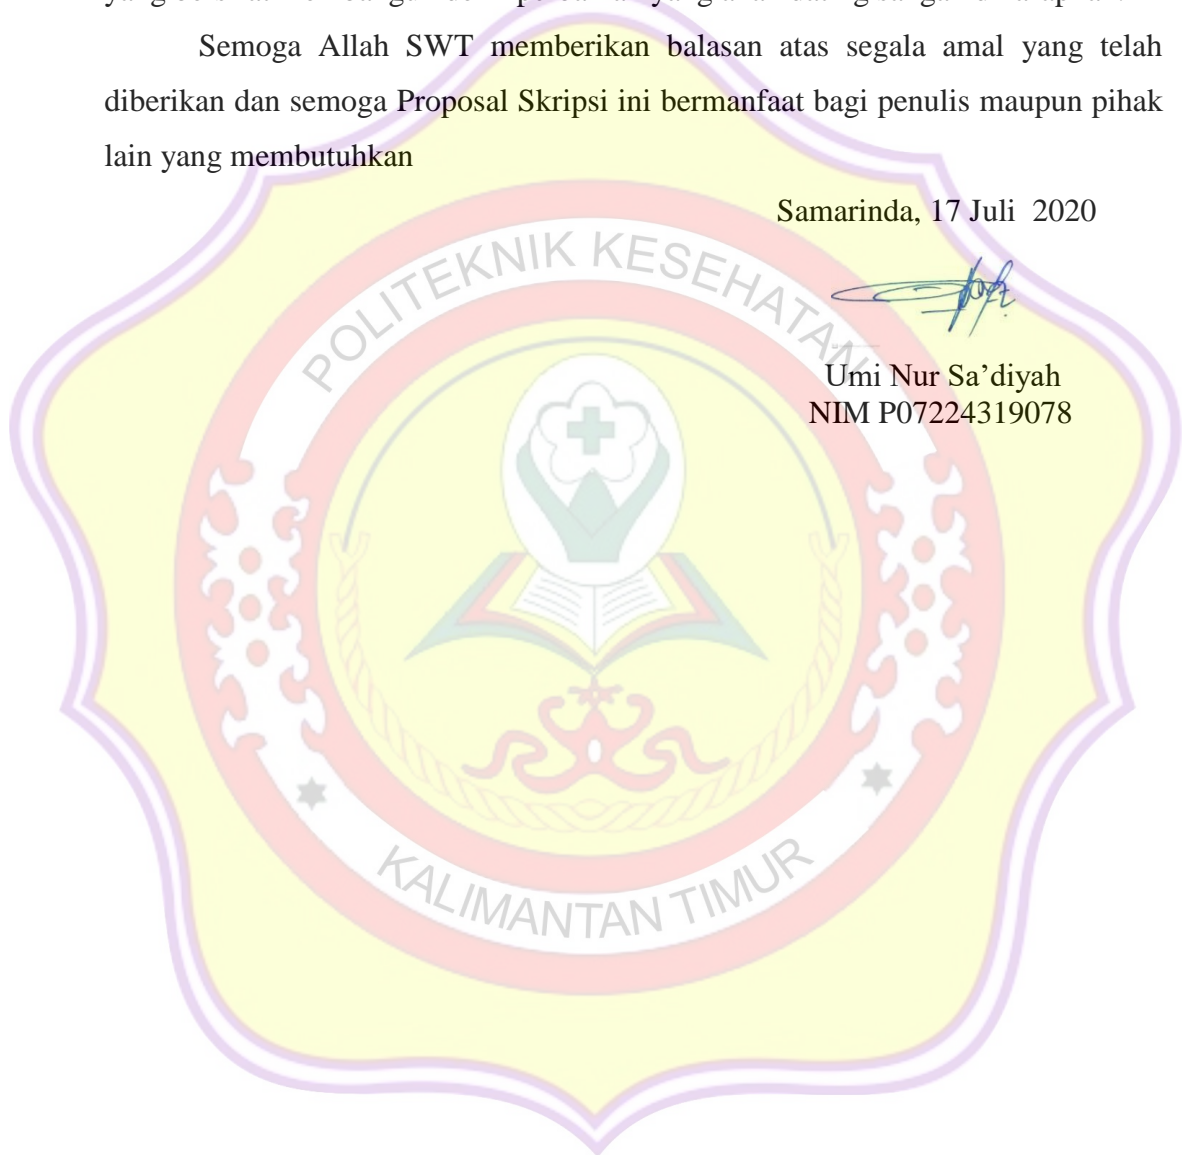 Semoga Allah SWT memberikan balasan atas segala amal yang telah
diberikan dan semoga Proposal Skripsi ini bermanfaat bagi penulis maupun pihak
lain yang membutuhkan
Samarinda, 17 Juli 2020
Umi Nur Sa’diyah
NIM P07224319078
POLITEKNIK KESEHATAN
KALIMANTAN TIMUR